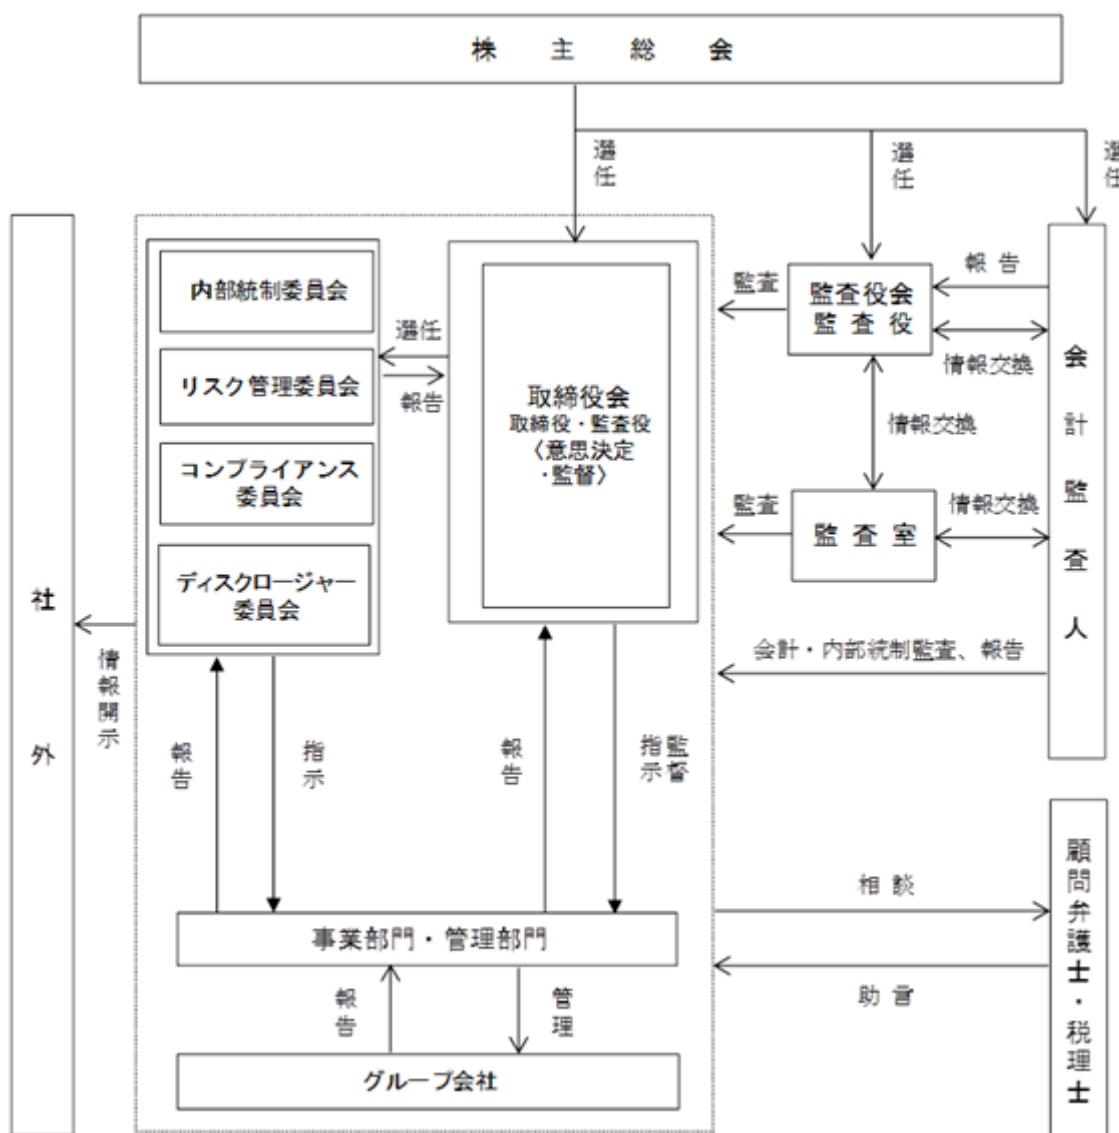 株主総会
選任
選任
選任
社外
情報開示
内部統制委員会
リスク管理委員会
コンプライアンス
委員会
ディスクロージャー
委員会
選任
報告
取締役会
取締役・監査役
〈意思決定
・監督〉
監査
監査役会
監査役
報告
情報交換
情報交換
監査
監査室
情報交換
会計監査人
会計・内部統制監査、報告
報告
指示
報告
監督
指示
事業部門・管理部門
報告
管理
グループ会社
相談
助言
顧問弁護士・税理士